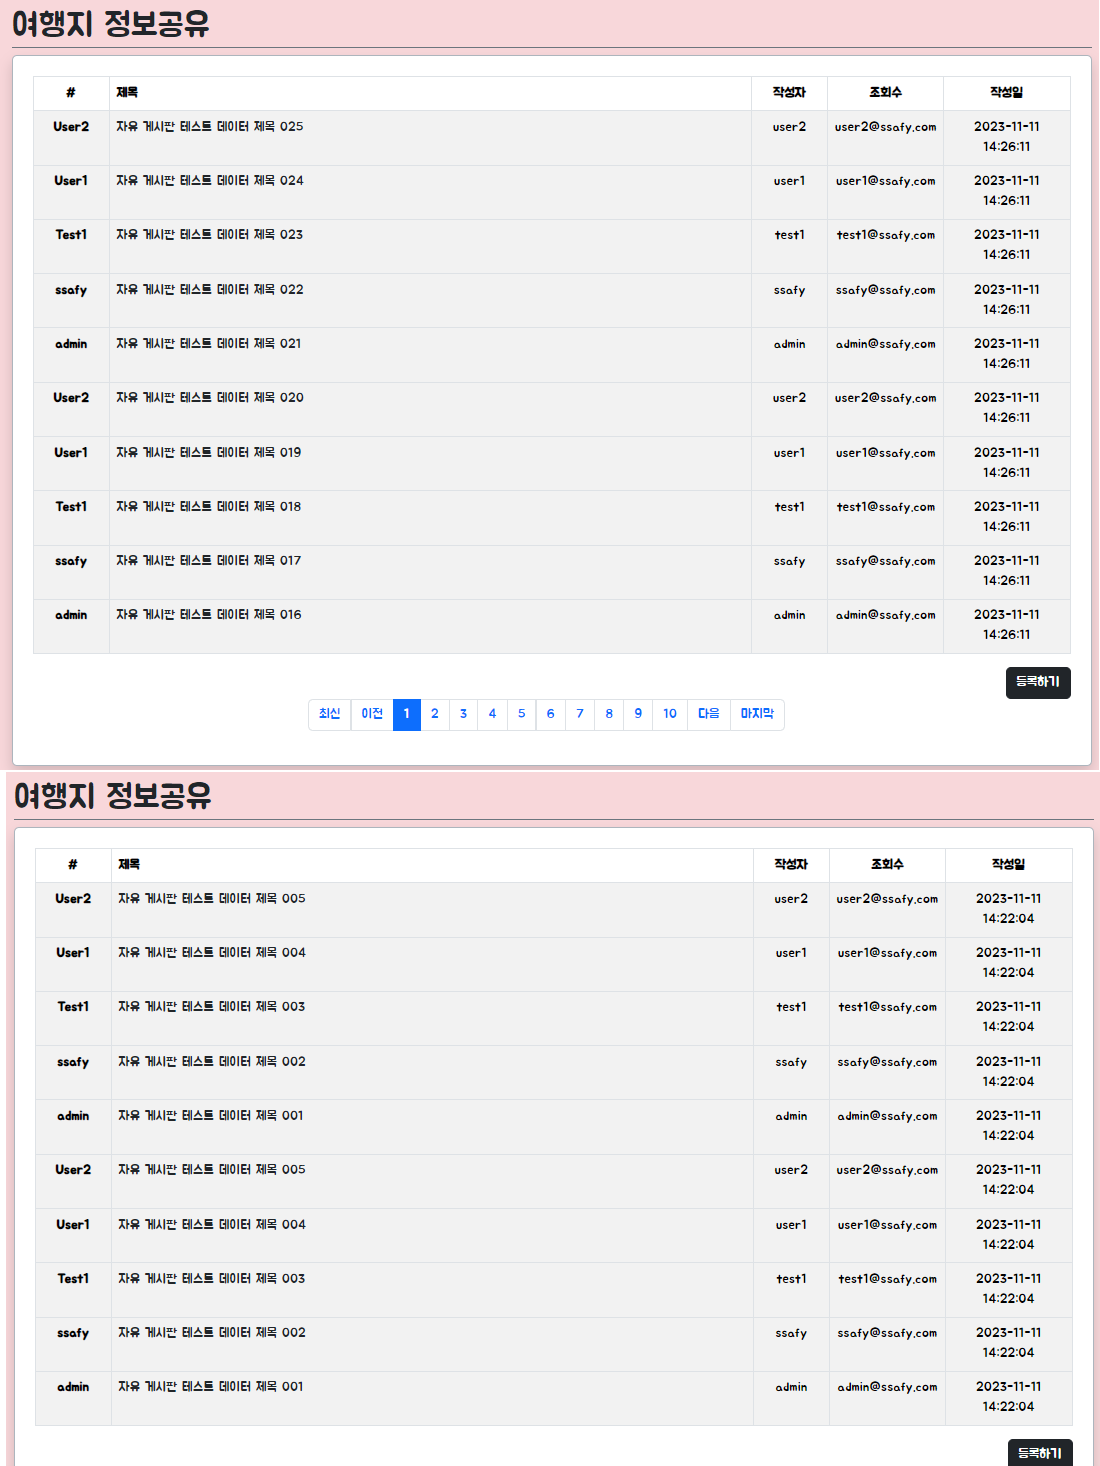 여행지 정보공유
# 제목 작성자 조회수 작성일
User2 자유 게시판 테스트 데이터 제목 025 user2 user2@ssafy.com 2023-11-11
14:26:11
User1 자유 게시판 테스트 데이터 제목 024 user1 user1@ssafy.com 2023-11-11
14:26:11
Test1 자유 게시판 테스트 데이터 제목 023 test1 test1@ssafy.com 2023-11-11
14:26:11
ssafy 자유 게시판 테스트 데이터 제목 022 ssafy ssafy@ssafy.com 2023-11-11
14:26:11
admin 자유 게시판 테스트 데이터 제목 021 admin admin@ssafy.com 2023-11-11
14:26:11
User2 자유 게시판 테스트 데이터 제목 020 user2 user2@ssafy.com 2023-11-11
14:26:11
User1 자유 게시판 테스트 데이터 제목 019 user1 user1@ssafy.com 2023-11-11
14:26:11
Test1 자유 게시판 테스트 데이터 제목 018 test1 test1@ssafy.com 2023-11-11
14:26:11
ssafy 자유 게시판 테스트 데이터 제목 017 ssafy ssafy@ssafy.com 2023-11-11
14:26:11
admin 자유 게시판 테스트 데이터 제목 016 admin admin@ssafy.com 2023-11-11
14:26:11
등록하기
최신 이전 1 2 3 4 5 6 7 8 9 10 다음 마지막
여행지 정보공유
# 제목 작성자 조회수 작성일
User2 자유 게시판 테스트 데이터 제목 005 user2 user2@ssafy.com 2023-11-11
14:22:04
User1 자유 게시판 테스트 데이터 제목 004 user1 user1@ssafy.com 2023-11-11
14:22:04
Test1 자유 게시판 테스트 데이터 제목 003 test1 test1@ssafy.com 2023-11-11
14:22:04
ssafy 자유 게시판 테스트 데이터 제목 002 ssafy ssafy@ssafy.com 2023-11-11
14:22:04
admin 자유 게시판 테스트 데이터 제목 001 admin admin@ssafy.com 2023-11-11
14:22:04
User2 자유 게시판 테스트 데이터 제목 005 user2 user2@ssafy.com 2023-11-11
14:22:04
User1 자유 게시판 테스트 데이터 제목 004 user1 user1@ssafy.com 2023-11-11
14:22:04
Test1 자유 게시판 테스트 데이터 제목 003 test1 test1@ssafy.com 2023-11-11
14:22:04
ssafy 자유 게시판 테스트 데이터 제목 002 ssafy ssafy@ssafy.com 2023-11-11
14:22:04
admin 자유 게시판 테스트 데이터 제목 001 admin admin@ssafy.com 2023-11-11
14:22:04
등록하기